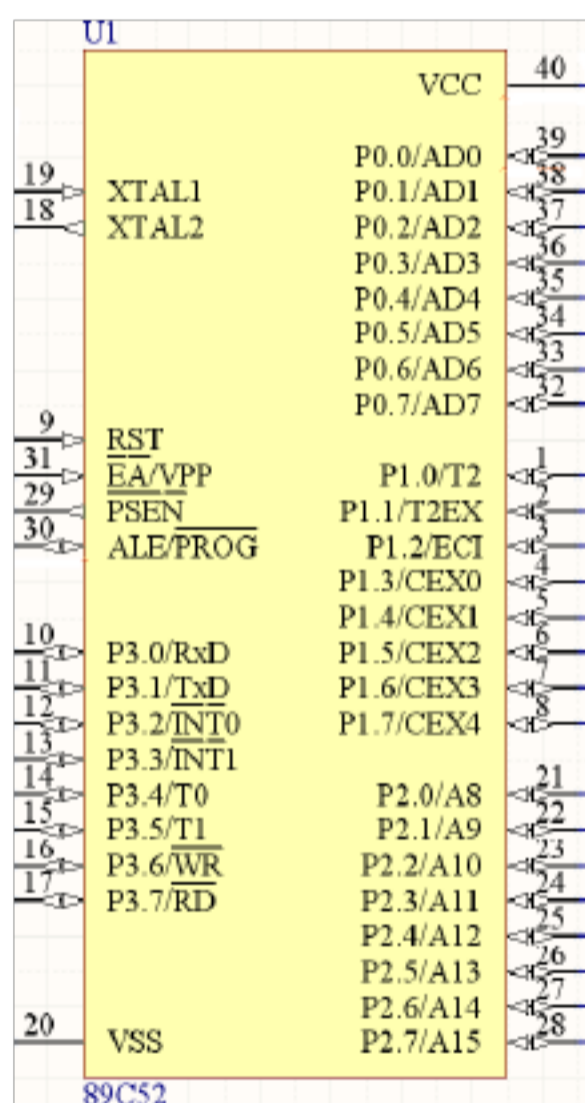 U1
VCC 40
P0.0/AD0 39
19 XTAL1 P0.1/AD1 38
18 XTAL2 P0.2/AD2 37
P0.3/AD3 36
P0.4/AD4 35
P0.5/AD5 34
P0.6/AD6 33
P0.7/AD7 32
9 RST
31 EA/VPP P1.0/T2 1
29 PSEN P1.1/T2EX 2
30 ALE/PROG P1.2/ECI 3
P1.3/CEX0 4
P1.4/CEX1 5
10 P3.0/RxD P1.5/CEX2 6
11 P3.1/TxD P1.6/CEX3 7
12 P3.2/INT0 P1.7/CEX4 8
13 P3.3/INT1
14 P3.4/T0 P2.0/A8 21
15 P3.5/T1 P2.1/A9 22
16 P3.6/WR P2.2/A10 23
17 P3.7/RD P2.3/A11 24
P2.4/A12 25
P2.5/A13 26
P2.6/A14 27
20 VSS P2.7/A15 28
89C52